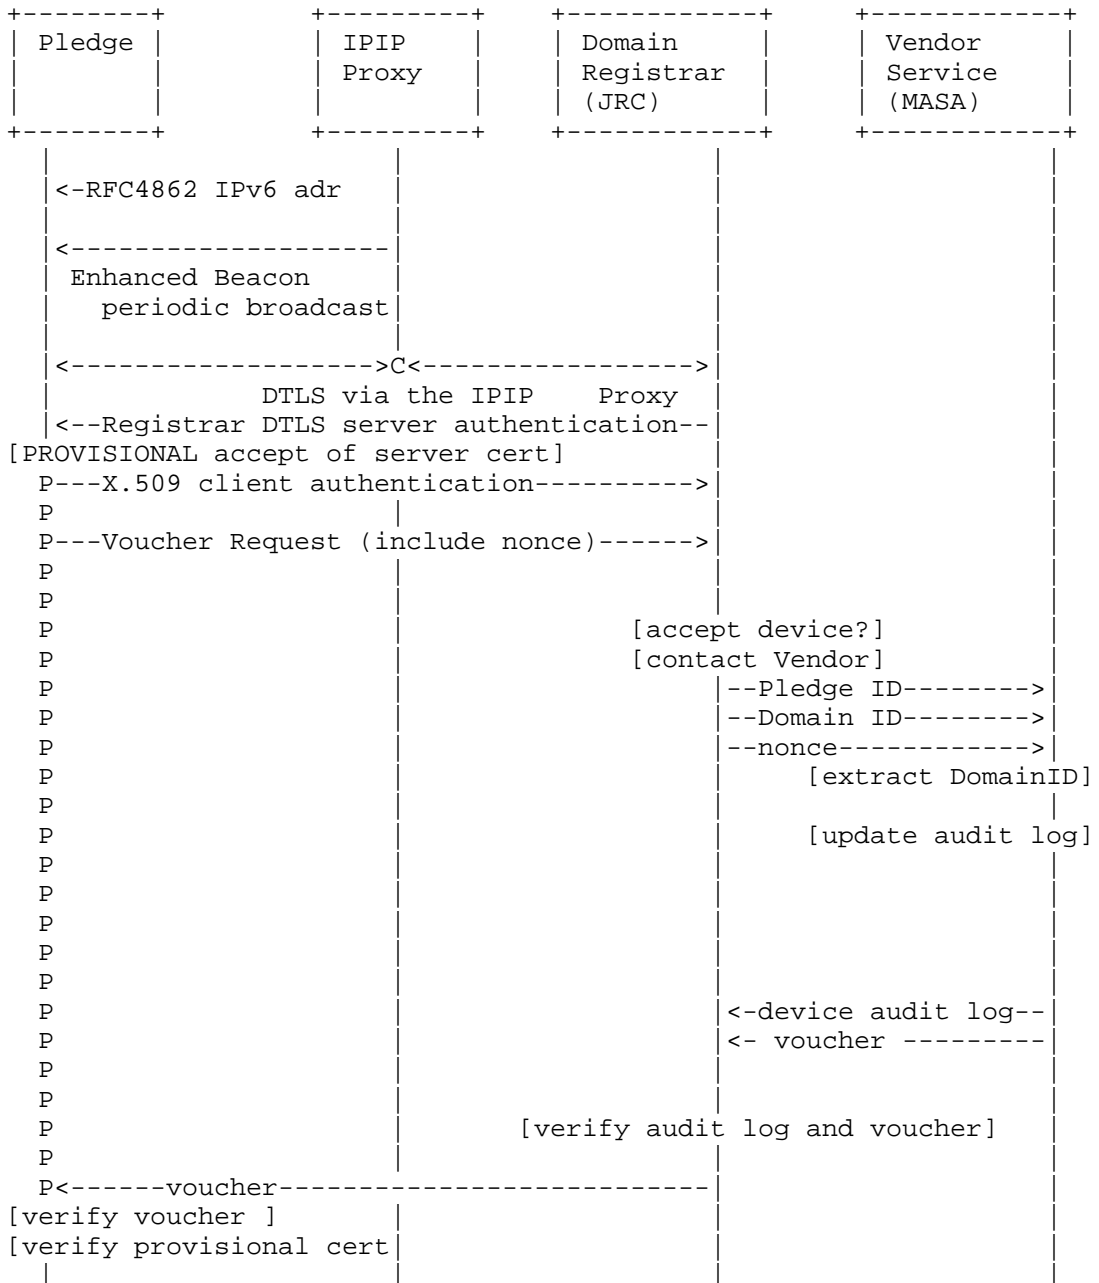 +--------+         +---------+    +------------+     +------------+
| Pledge |         | IPIP    |    | Domain     |     | Vendor     |
|        |         | Proxy   |    | Registrar  |     | Service    |
|        |         |         |    | (JRC)      |     | (MASA)     |
+--------+         +---------+    +------------+     +------------+
  |                     |                   |                    |
  |<-RFC4862 IPv6 adr   |                   |                    |
  |                     |                   |                    |
  |<--------------------|                   |                    |
  | Enhanced Beacon     |                   |                    |
  |   periodic broadcast|                   |                    |
  |                     |                   |                    |
  |<------------------->C<----------------->|                    |
  |             DTLS via the IPIP    Proxy  |                    |
  |<--Registrar DTLS server authentication--|                    |
[PROVISIONAL accept of server cert]         |                    |
  P---X.509 client authentication---------->|                    |
  P                     |                   |                    |
  P---Voucher Request (include nonce)------>|                    |
  P                     |                   |                    |
  P                     |                   |                    |
  P                     |              [accept device?]          |
  P                     |              [contact Vendor]          |
  P                     |                   |--Pledge ID-------->|
  P                     |                   |--Domain ID-------->|
  P                     |                   |--nonce------------>|
  P                     |                   |     [extract DomainID]
  P                     |                   |                    |
  P                     |                   |     [update audit log]
  P                     |                   |                    |
  P                     |                   |                    |
  P                     |                   |                    |
  P                     |                   |                    |
  P                     |                   |                    |
  P                     |                   |<-device audit log--|
  P                     |                   |<- voucher ---------|
  P                     |                   |                    |
  P                     |                   |                    |
  P                     |       [verify audit log and voucher]   |
  P                     |                   |                    |
  P<------voucher---------------------------|                    |
[verify voucher ]       |                   |                    |
[verify provisional cert|                   |                    |
  |                     |                   |                    |